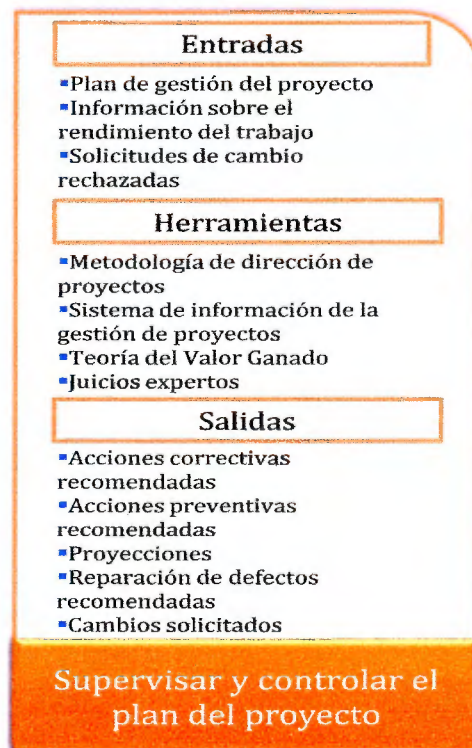 Entradas
▪Plan de gestión del proyecto
▪Información sobre el
rendimiento del trabajo
▪Solicitudes de cambio
rechazadas
Herramientas
▪Metodología de dirección de
proyectos
▪Sistema de información de la
gestión de proyectos
▪Teoría del Valor Ganado
▪Juicios expertos
Salidas
▪Acciones correctivas
recomendadas
▪Acciones preventivas
recomendadas
▪Proyecciones
▪Reparación de defectos
recomendadas
▪Cambios solicitados
Supervisar y controlar el
plan del proyecto